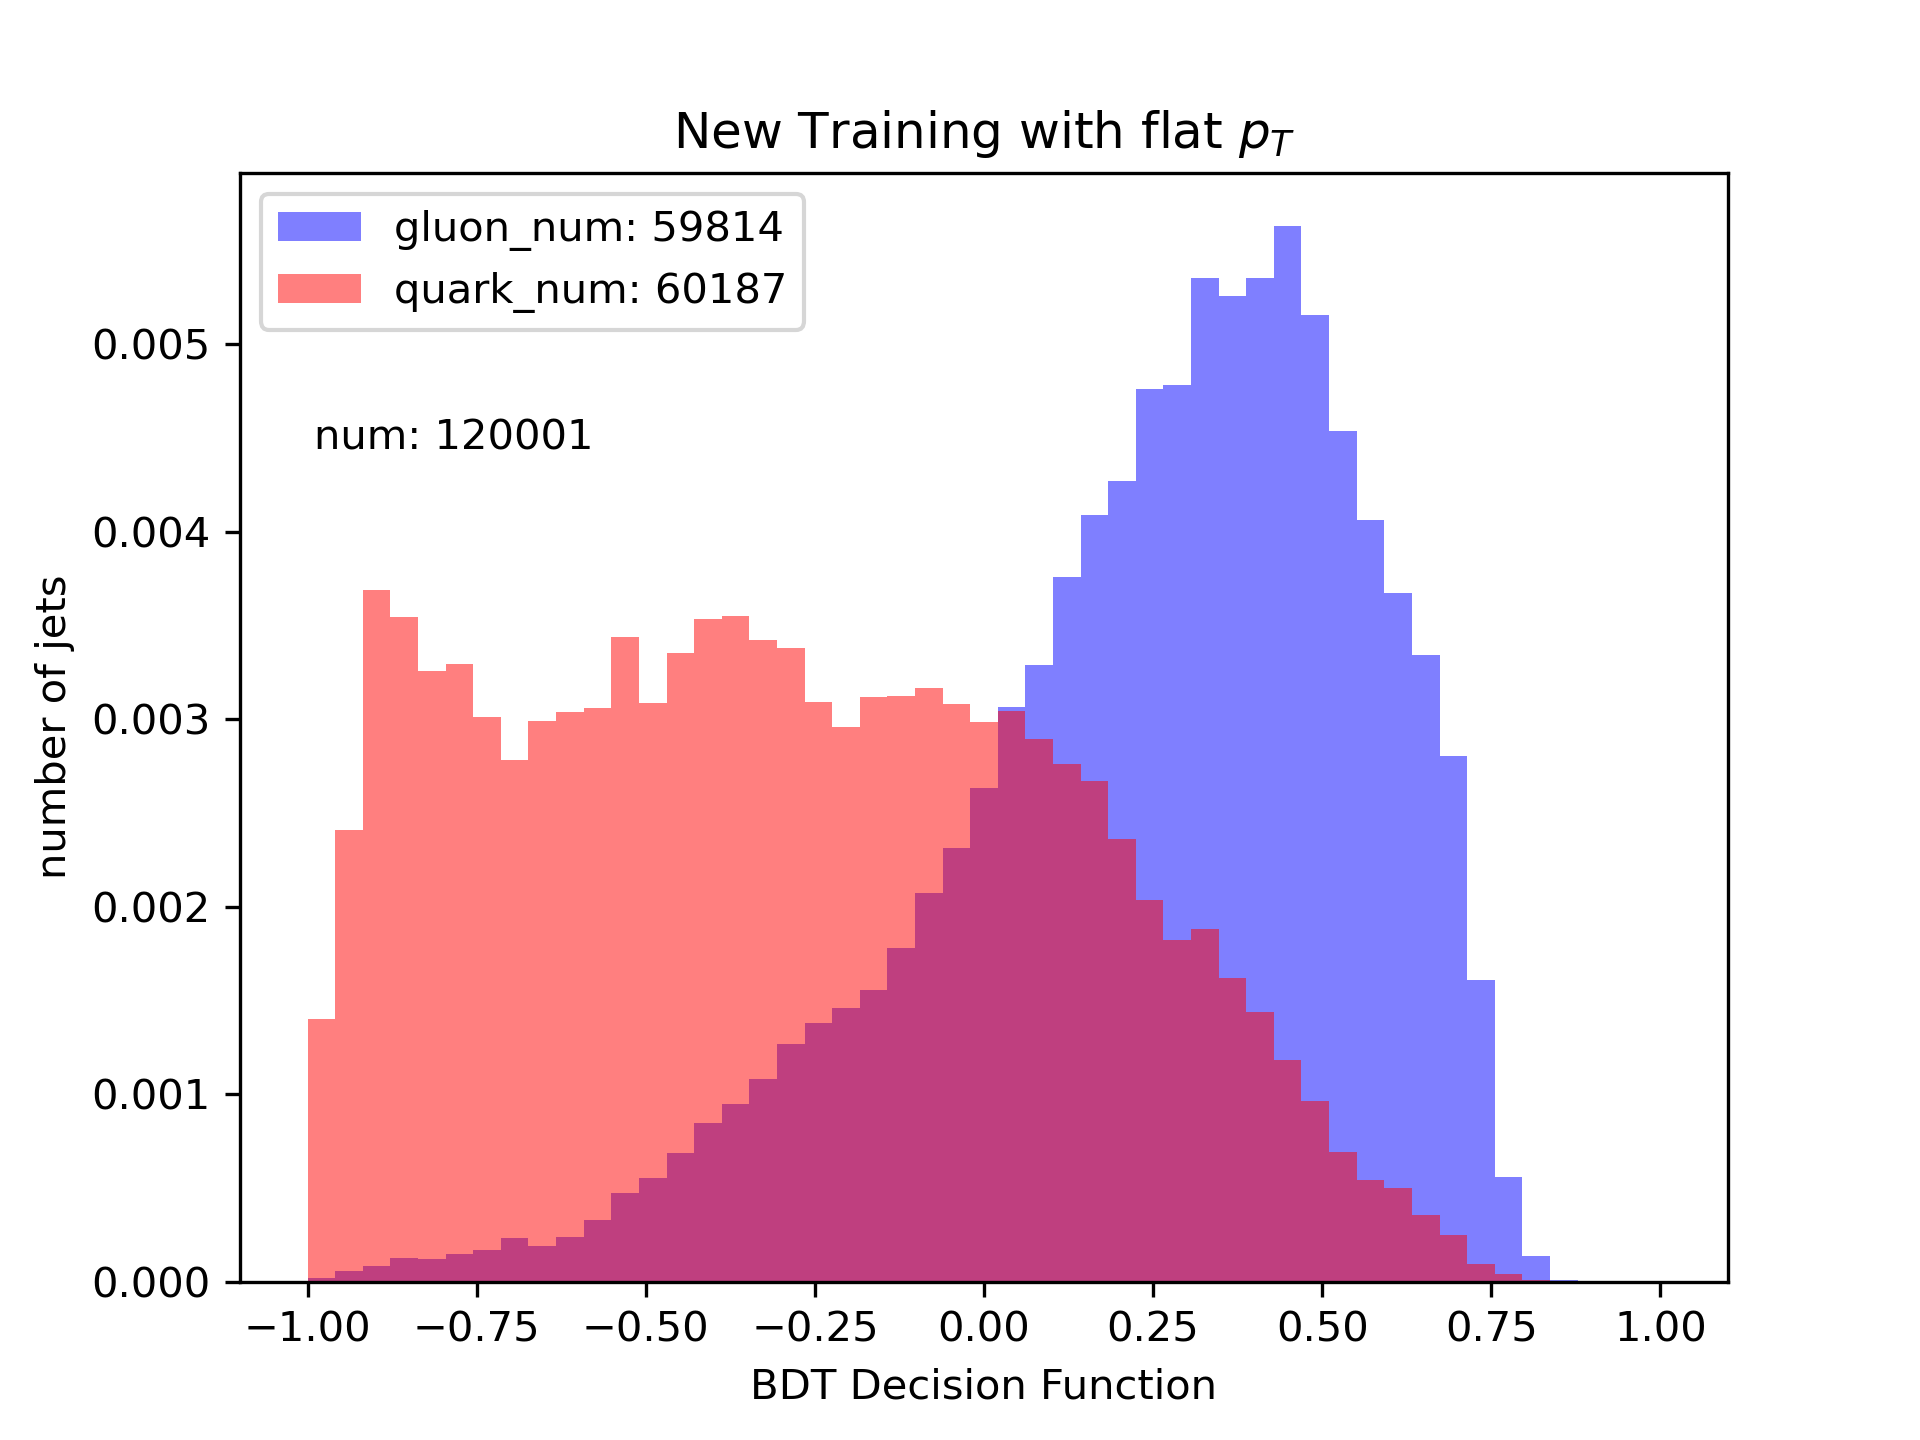 New Training with flat p_T
gluon_num: 59814
quark_num: 60187
num: 120001
number of jets
0.005
0.004
0.003
0.002
0.001
0.000
−1.00 −0.75 −0.50 −0.25 0.00 0.25 0.50 0.75 1.00
BDT Decision Function